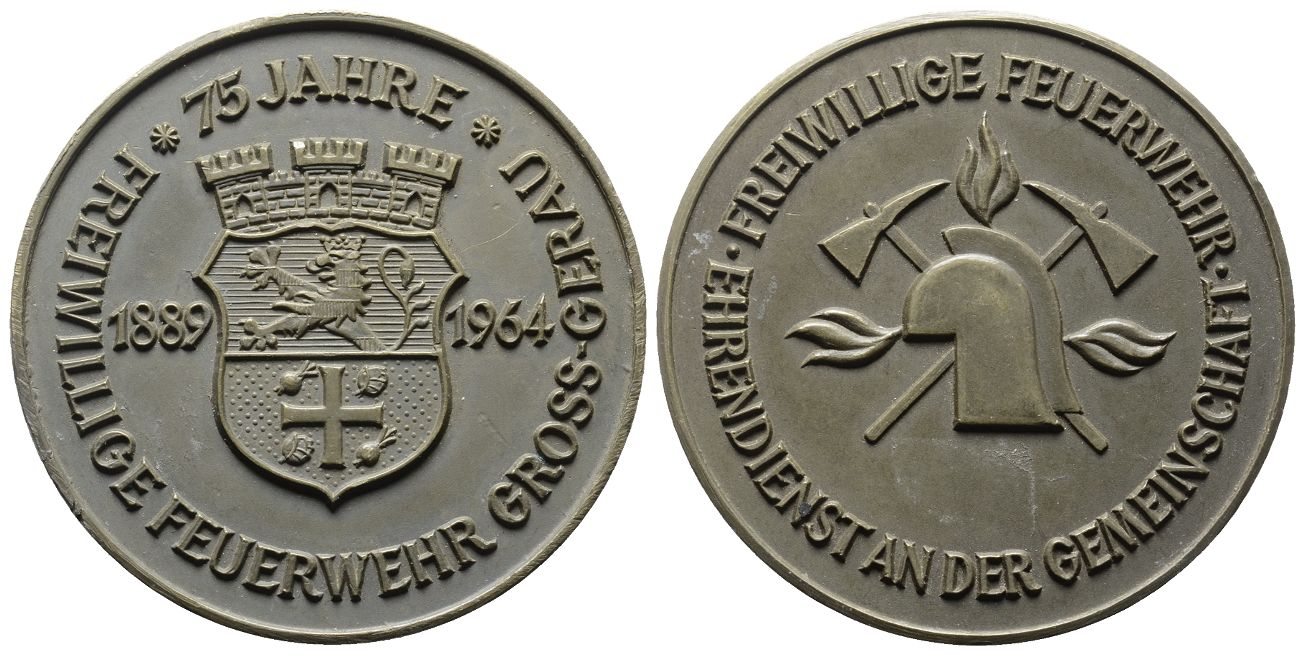 * 75 JAHRE *
FREIWILLIGE FEUERWEHR GROSS-GERAU
1889 1964
• FREIWILLIGE FEUERWEHR •
EHRENDIENST AN DER GEMEINSCHAFT